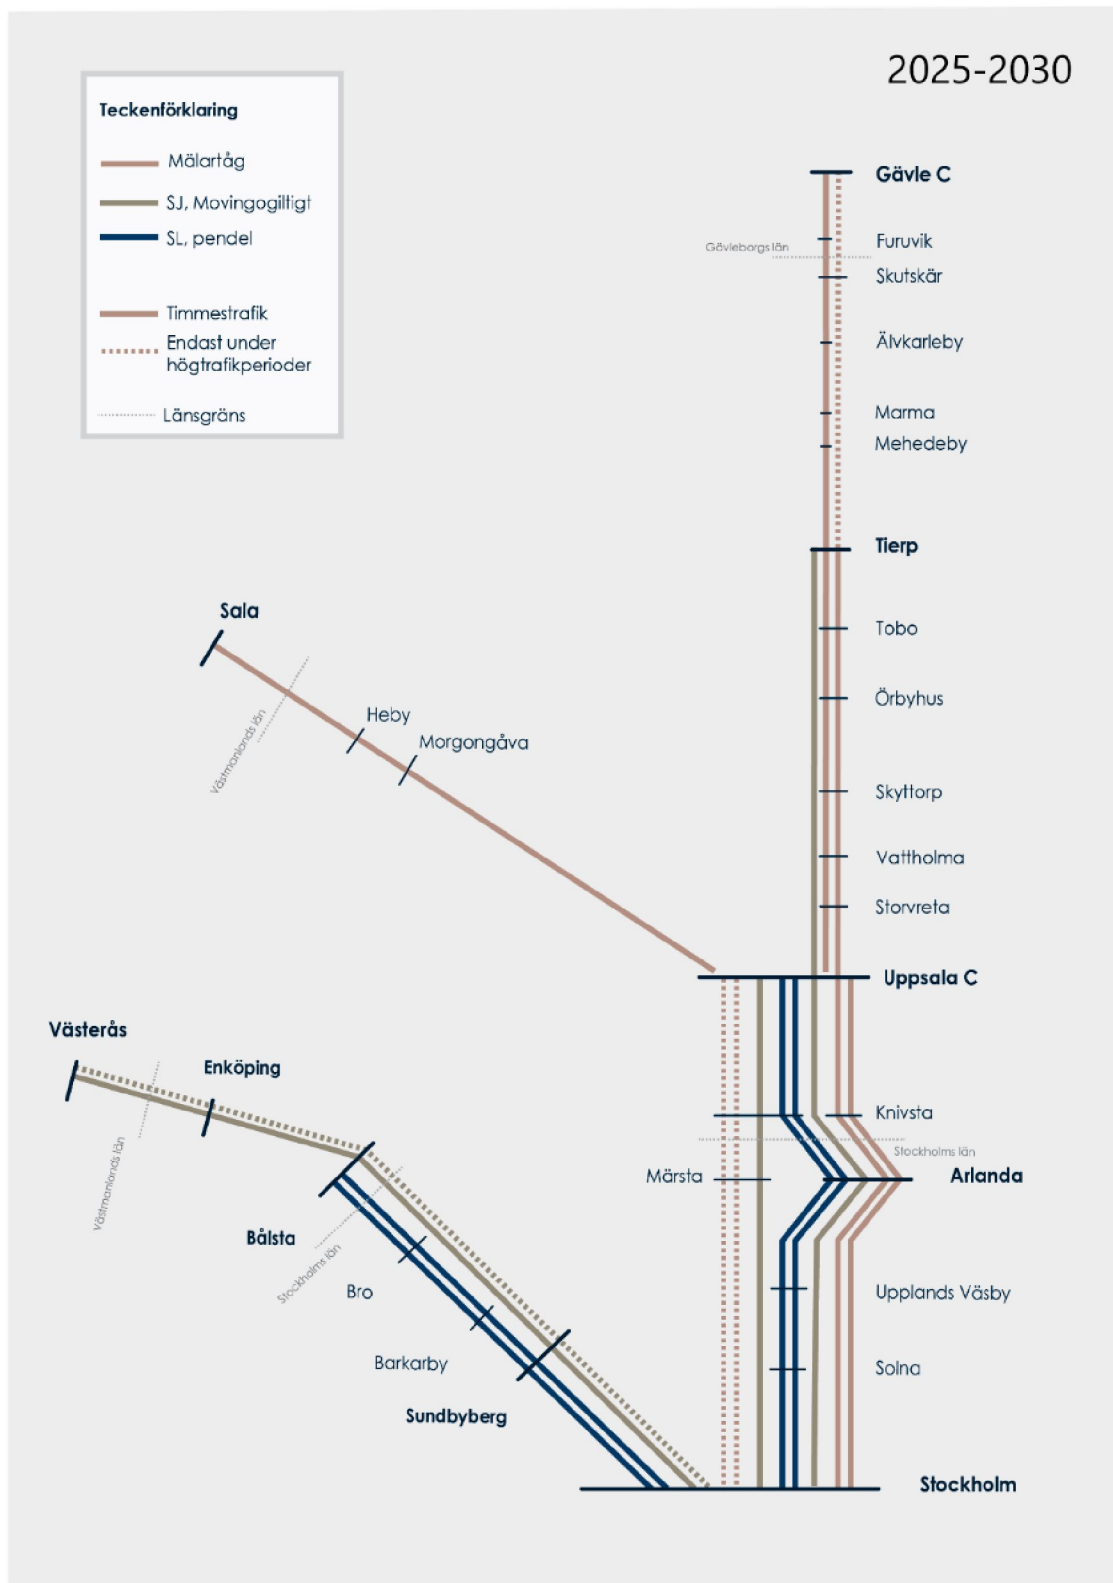 2025-2030
Teckenförklaring
Mälartåg
SJ, Movingogiltigt
SL, pendel
Timmestrafik
Endast under
högtrafikperioder
Länsgräns
Gävle C
Furuvik
Gävleborgs län
Skutskär
Älvkarleby
Marma
Mehedeby
Tierp
Tobo
Örbyhus
Skyttorp
Vattholma
Storvreta
Sala
Västmanlands län
Heby
Morgongåva
Uppsala C
Västerås
Enköping
Västmanlands län
Knivsta
Stockholms län
Märsta
Arlanda
Bålsta
Stockholms län
Bro
Upplands Väsby
Barkarby
Solna
Sundbyberg
Stockholm